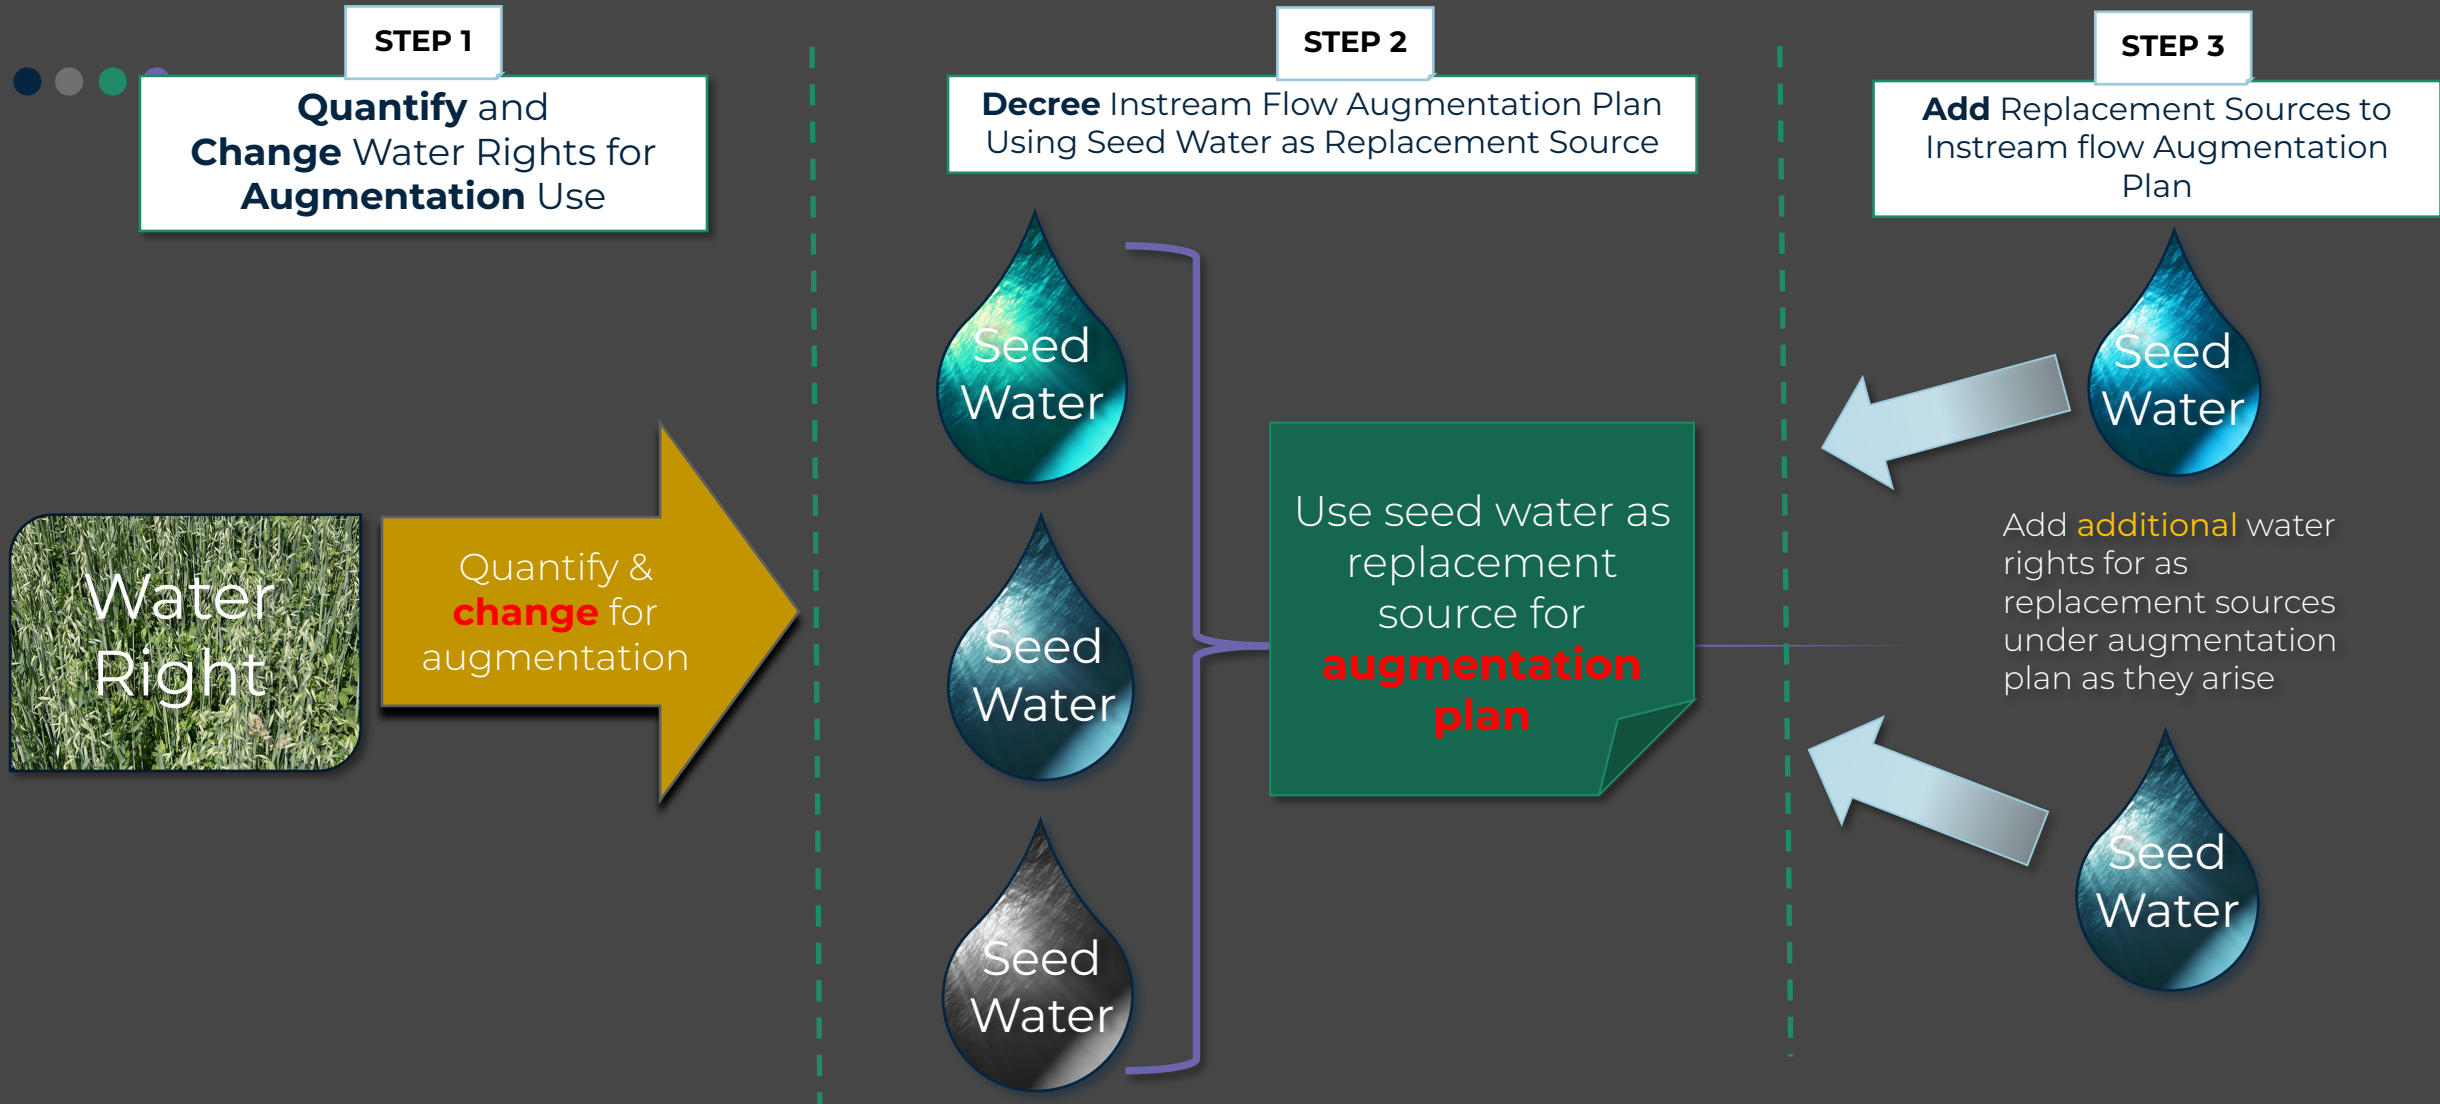 STEP 1
Quantify and
Change Water Rights for
Augmentation Use
Water
Right
Quantify &
change for
augmentation
STEP 2
Decree Instream Flow Augmentation Plan
Using Seed Water as Replacement Source
Seed
Water
Seed
Water
Seed
Water
Use seed water as
replacement
source for
augmentation
plan
STEP 3
Add Replacement Sources to
Instream flow Augmentation
Plan
Seed
Water
Add additional water
rights for as
replacement sources
under augmentation
plan as they arise
Seed
Water